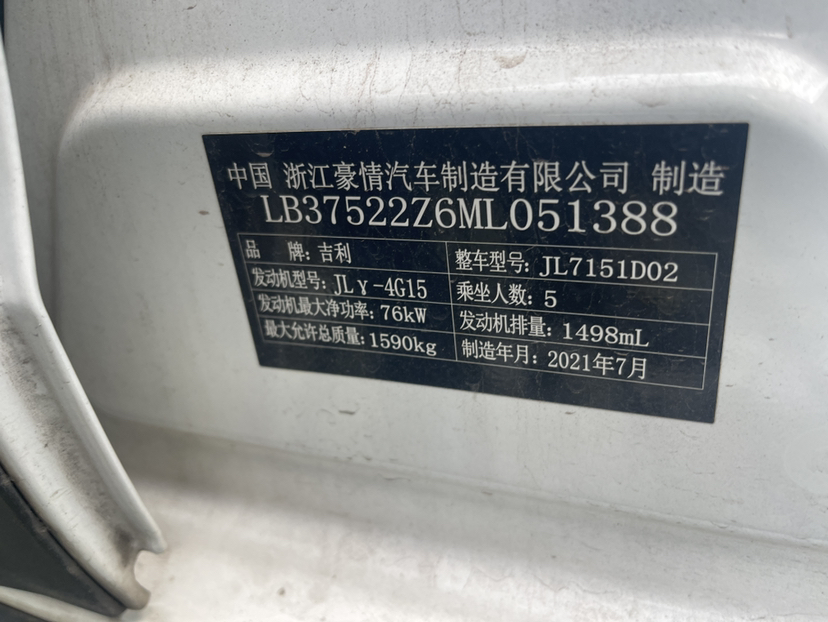 中国 浙江豪情汽车制造有限公司 制造
LB37522Z6ML051388
品 牌：吉利 整车型号：JL7151D02
发动机型号：JLγ-4G15 乘坐人数：5
发动机最大净功率：76kW 发动机排量：1498mL
最大允许总质量：1590kg 制造年月：2021年7月